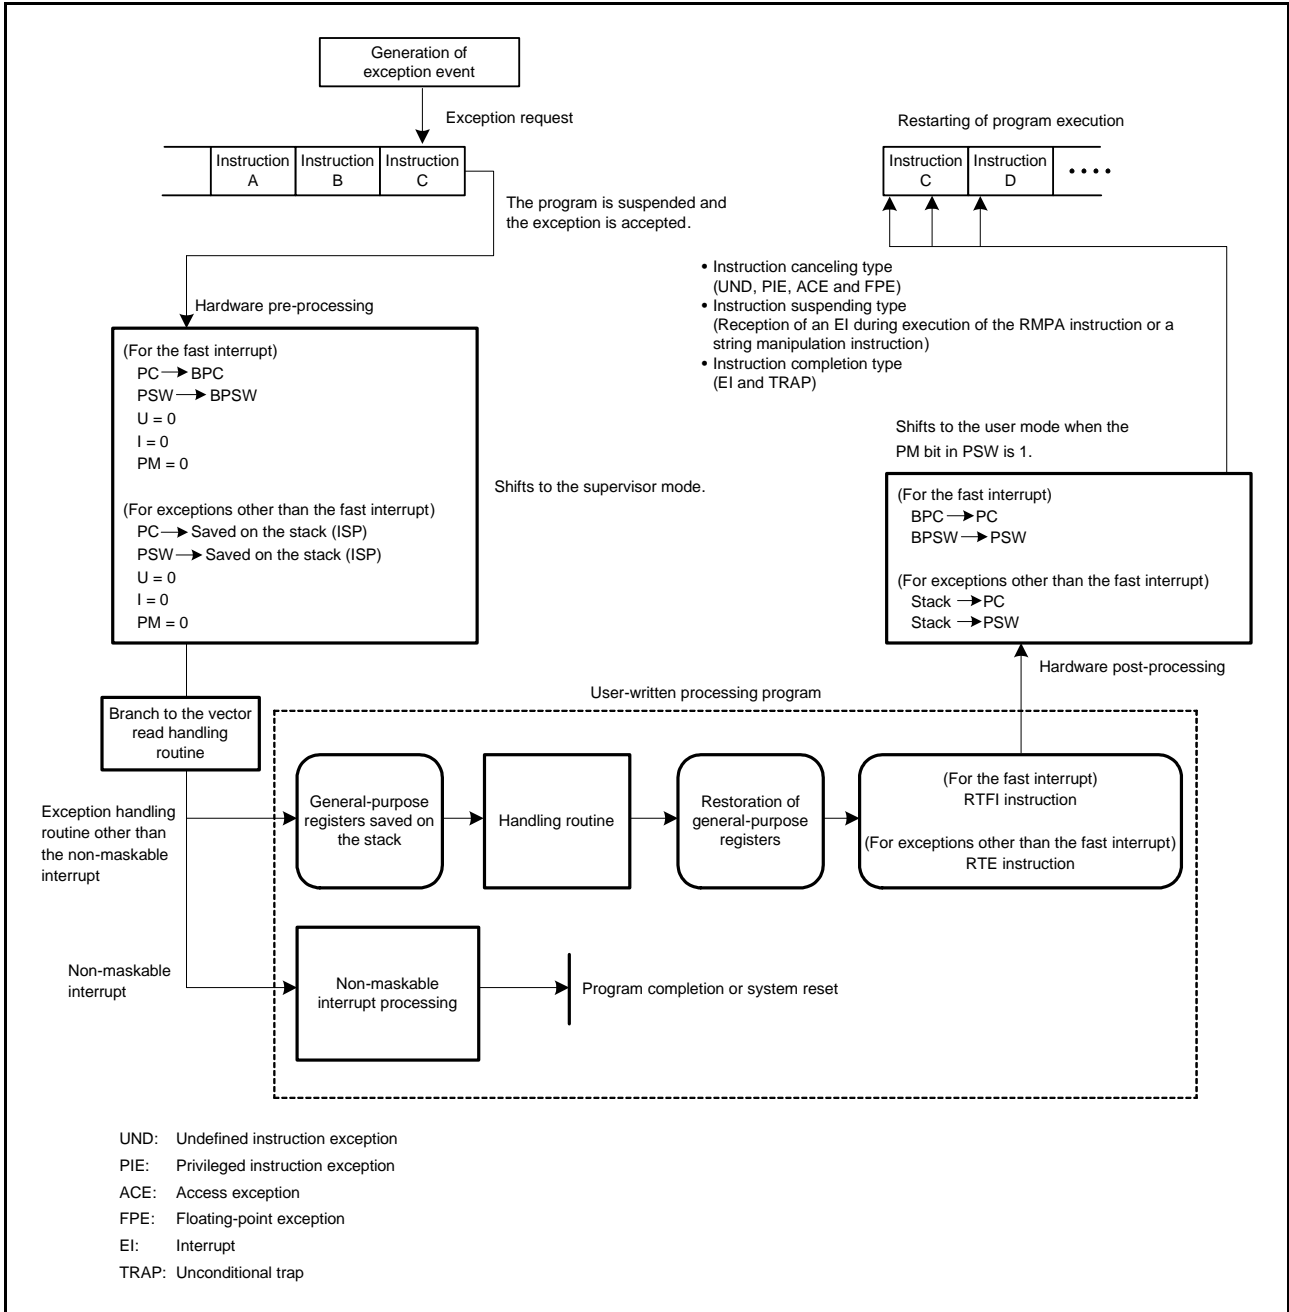 Generation of
exception event
Exception request
Instruction
A
Instruction
B
Instruction
C
The program is suspended and
the exception is accepted.
Restarting of program execution
Instruction
C
Instruction
D
• • • •
• Instruction canceling type
(UND, PIE, ACE and FPE)
• Instruction suspending type
(Reception of an EI during execution of the RMPA instruction or a
string manipulation instruction)
• Instruction completion type
(EI and TRAP)
Hardware pre-processing
(For the fast interrupt)
PC → BPC
PSW → BPSW
U = 0
I = 0
PM = 0
(For exceptions other than the fast interrupt)
PC → Saved on the stack (ISP)
PSW → Saved on the stack (ISP)
U = 0
I = 0
PM = 0
Shifts to the supervisor mode.
Shifts to the user mode when the
PM bit in PSW is 1.
(For the fast interrupt)
BPC → PC
BPSW → PSW
(For exceptions other than the fast interrupt)
Stack → PC
Stack → PSW
Hardware post-processing
User-written processing program
Branch to the vector
read handling
routine
Exception handling
routine other than
the non-maskable
interrupt
General-purpose
registers saved on
the stack
Handling routine
Restoration of
general-purpose
registers
(For the fast interrupt)
RTFI instruction
(For exceptions other than the fast interrupt)
RTE instruction
Non-maskable
interrupt
Non-maskable
interrupt processing
Program completion or system reset
UND: Undefined instruction exception
PIE: Privileged instruction exception
ACE: Access exception
FPE: Floating-point exception
EI: Interrupt
TRAP: Unconditional trap